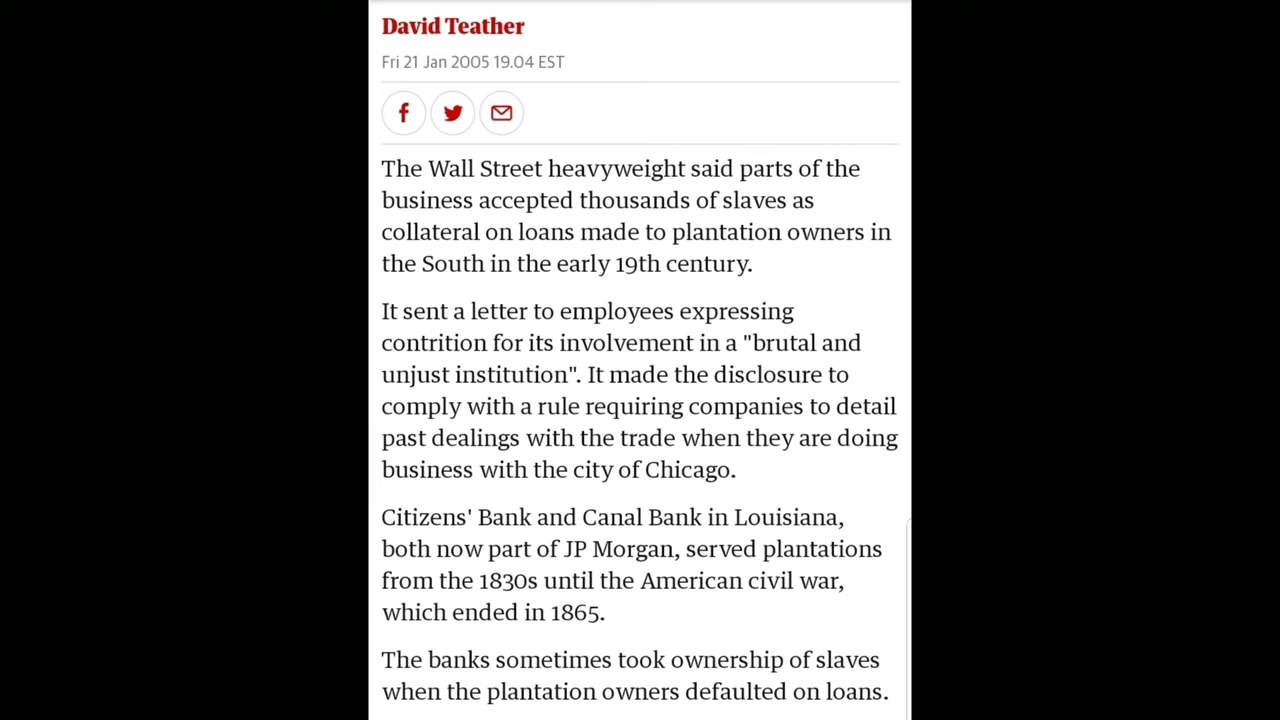 David Teather
Fri 21 Jan 2005 19.04 EST
The Wall Street heavyweight said parts of the
business accepted thousands of slaves as
collateral on loans made to plantation owners in
the South in the early 19th century.
It sent a letter to employees expressing
contrition for its involvement in a "brutal and
unjust institution". It made the disclosure to
comply with a rule requiring companies to detail
past dealings with the trade when they are doing
business with the city of Chicago.
Citizens' Bank and Canal Bank in Louisiana,
both now part of JP Morgan, served plantations
from the 1830s until the American civil war,
which ended in 1865.
The banks sometimes took ownership of slaves
when the plantation owners defaulted on loans.